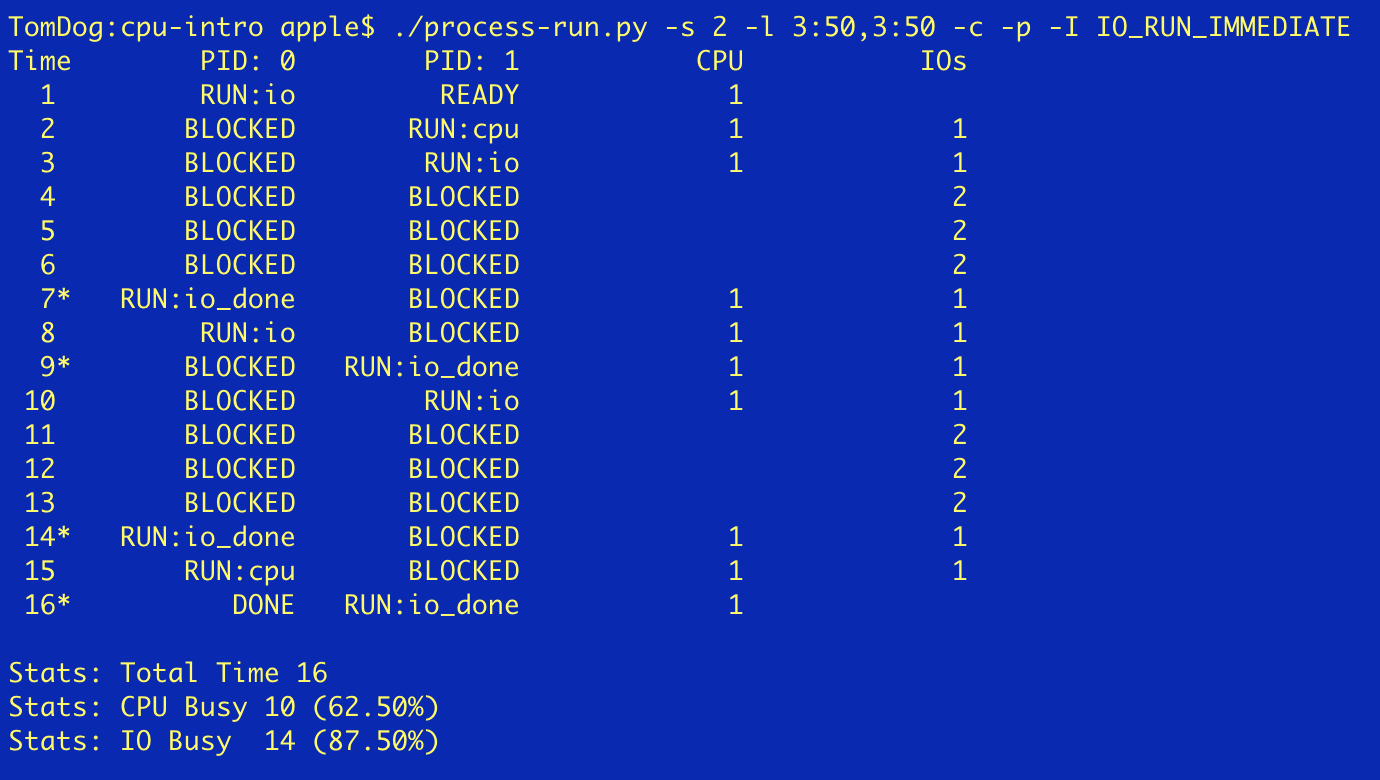 TomDog:cpu-intro apple$ ./process-run.py -s 2 -l 3:50,3:50 -c -p -I IO_RUN_IMMEDIATE
Time        PID: 0        PID: 1           CPU           IOs
  1         RUN:io         READY             1
  2        BLOCKED       RUN:cpu             1             1
  3        BLOCKED        RUN:io             1             1
  4        BLOCKED       BLOCKED                           2
  5        BLOCKED       BLOCKED                           2
  6        BLOCKED       BLOCKED                           2
  7*   RUN:io_done       BLOCKED             1             1
  8         RUN:io       BLOCKED             1             1
  9*       BLOCKED   RUN:io_done             1             1
 10        BLOCKED        RUN:io             1             1
 11        BLOCKED       BLOCKED                           2
 12        BLOCKED       BLOCKED                           2
 13        BLOCKED       BLOCKED                           2
 14*   RUN:io_done       BLOCKED             1             1
 15        RUN:cpu       BLOCKED             1             1
 16*          DONE   RUN:io_done             1
Stats: Total Time 16
Stats: CPU Busy 10 (62.50%)
Stats: IO Busy  14 (87.50%)